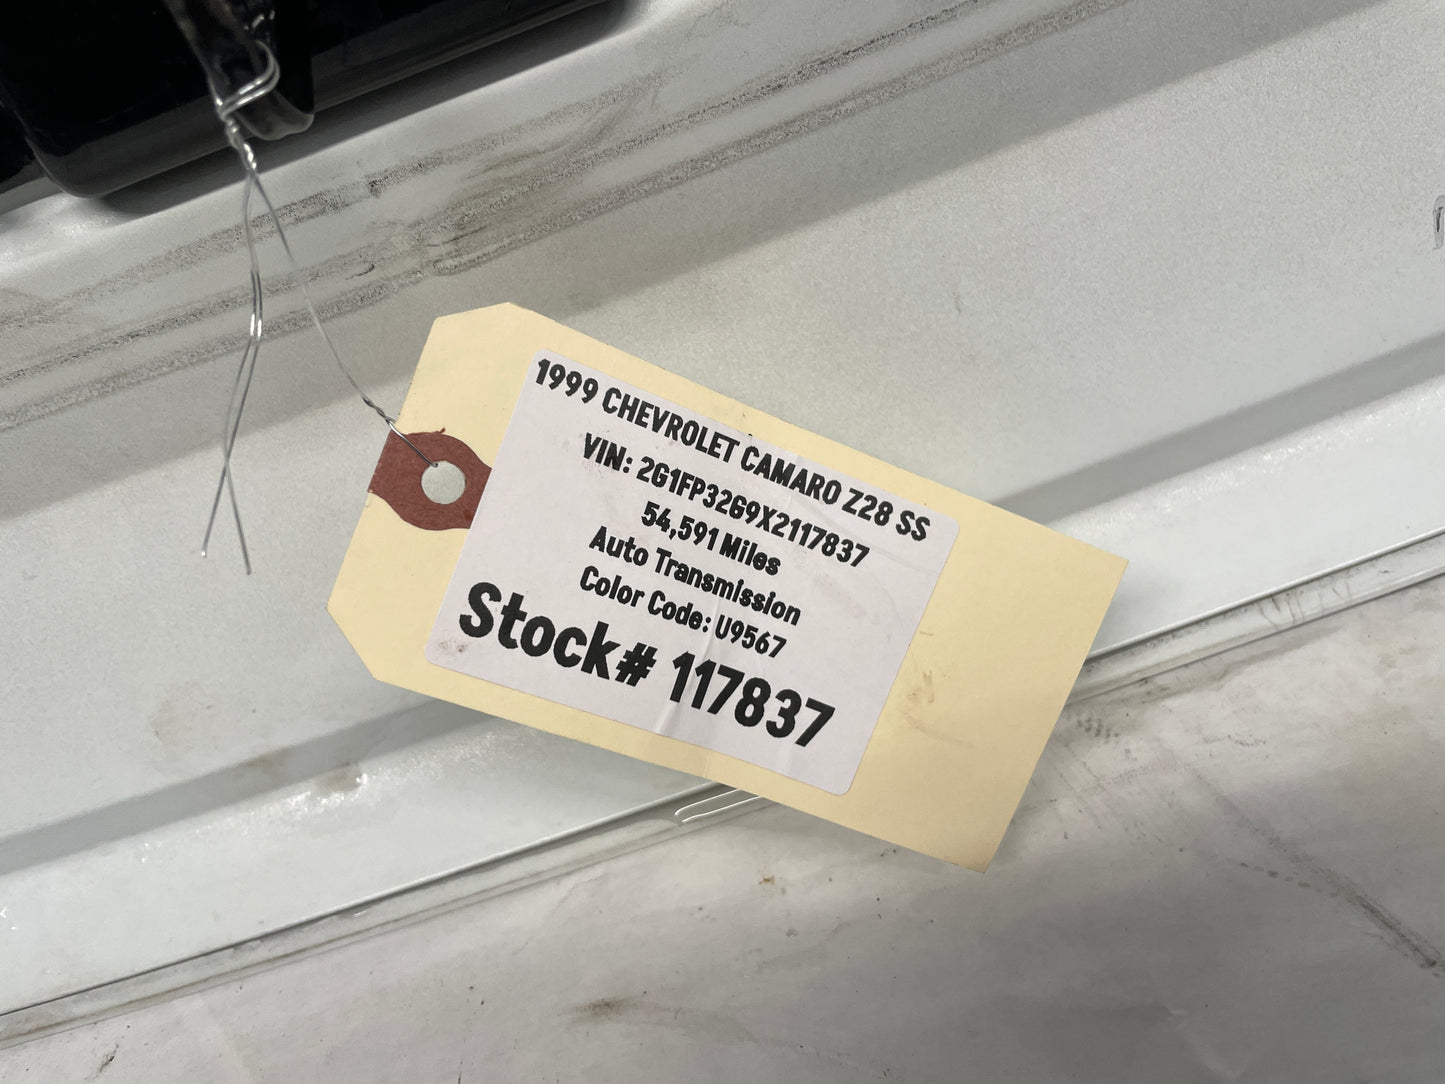 1999 CHEVROLET CAMARO Z28 SS
VIN: 2G1FP32G9X2117837
54,591 Miles
Auto Transmission
Color Code: U9567
Stock# 117837